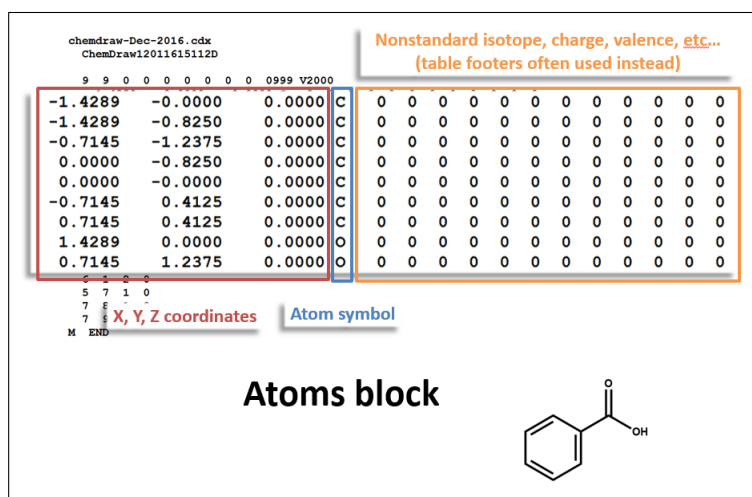 chemdraw-Dec-2016.cdx
ChemDraw12011615112D
Nonstandard isotope, charge, valence, etc…
(table footers often used instead)
9 9 0 0 0 0 0 0 0999 V2000
-1.4289 -0.0000 0.0000 C 0 0 0 0 0 0 0 0 0 0 0 0
-1.4289 -0.8250 0.0000 C 0 0 0 0 0 0 0 0 0 0 0 0
-0.7145 -1.2375 0.0000 C 0 0 0 0 0 0 0 0 0 0 0 0
0.0000 -0.8250 0.0000 C 0 0 0 0 0 0 0 0 0 0 0 0
0.0000 -0.0000 0.0000 C 0 0 0 0 0 0 0 0 0 0 0 0
-0.7145 0.4125 0.0000 C 0 0 0 0 0 0 0 0 0 0 0 0
0.7145 0.4125 0.0000 C 0 0 0 0 0 0 0 0 0 0 0 0
1.4289 0.0000 0.0000 O 0 0 0 0 0 0 0 0 0 0 0 0
0.7145 1.2375 0.0000 O 0 0 0 0 0 0 0 0 0 0 0 0
5 7 1 0
7 8
7
X, Y, Z coordinates
Atom symbol
M END
Atoms block
O
OH